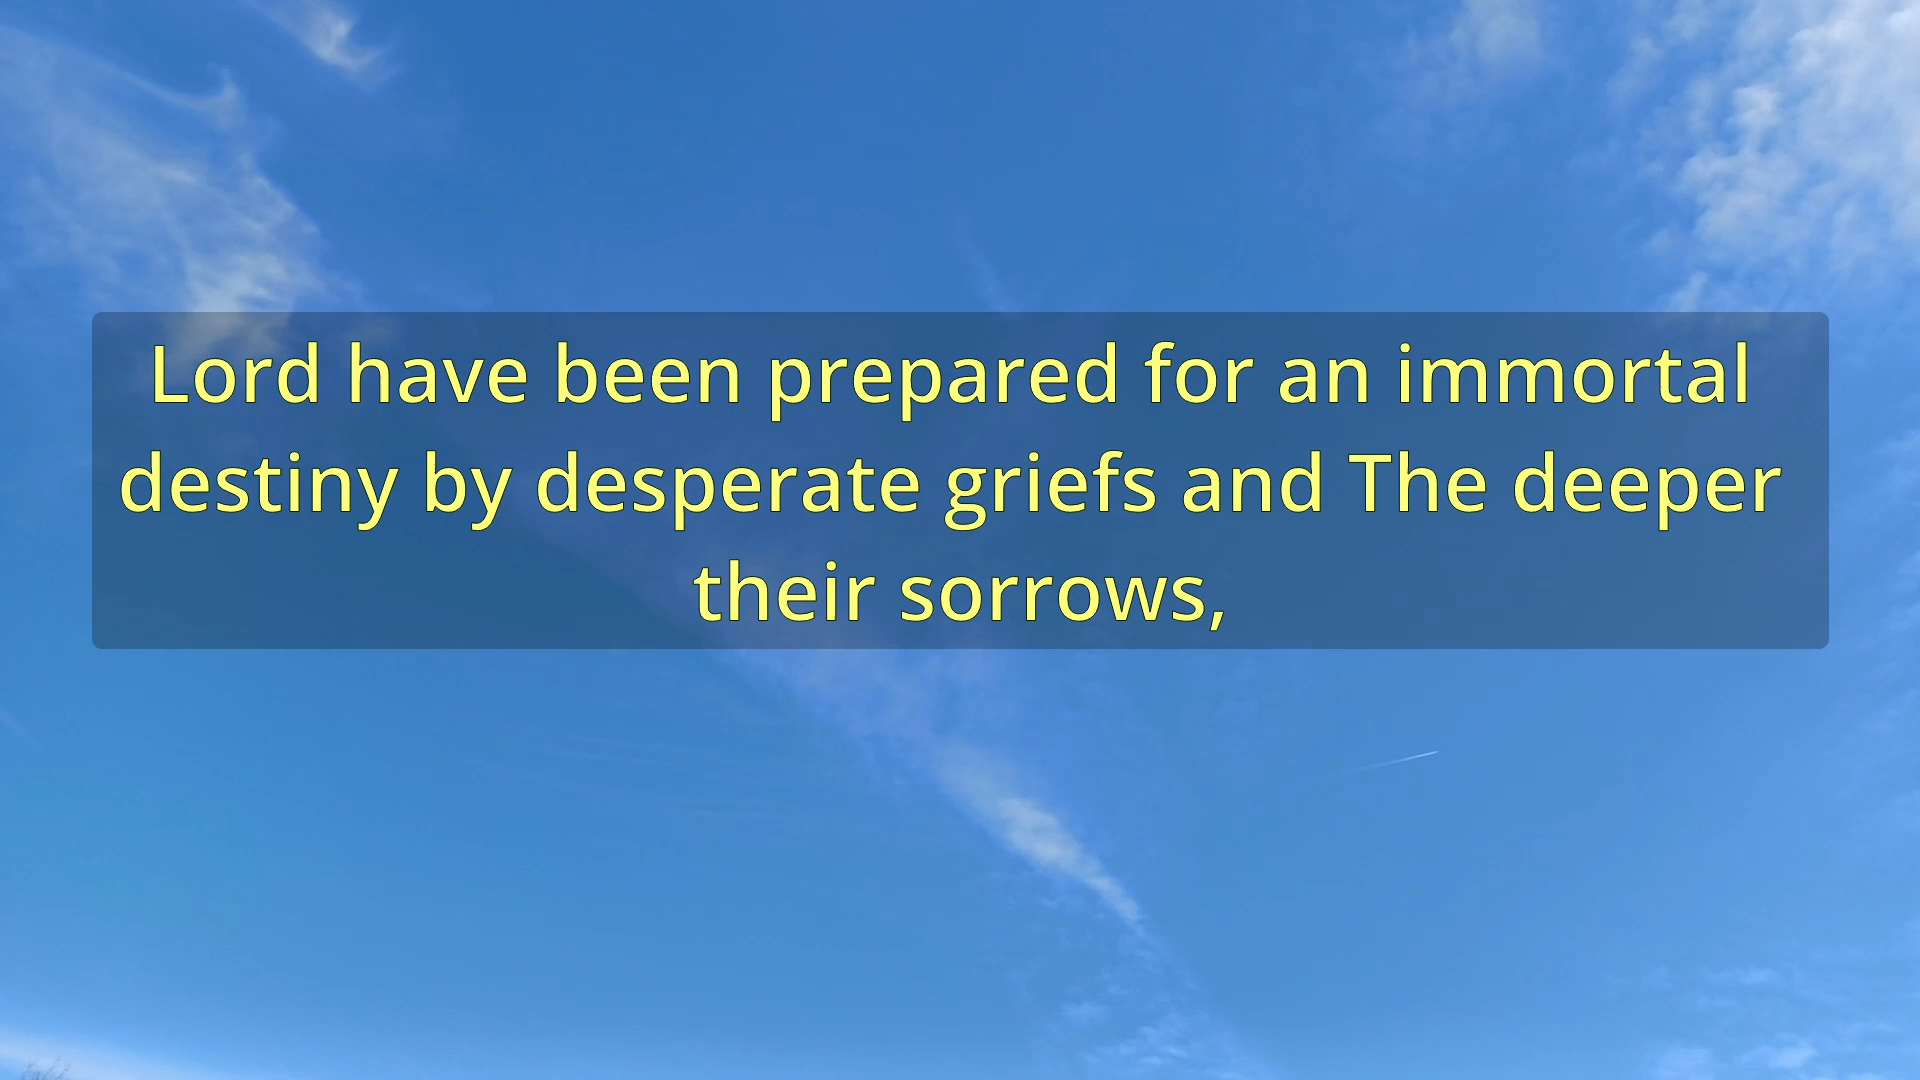 Lord have been prepared for an immortal
destiny by desperate griefs and The deeper
their sorrows,